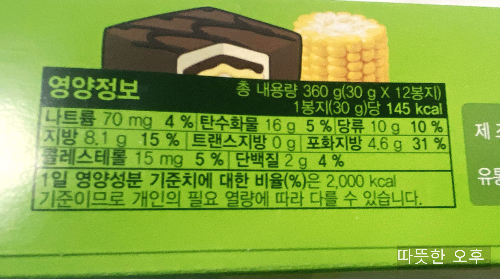 영양정보 총 내용량 360 g(30 g X 12봉지)
1봉지(30 g)당 145 kcal
나트륨 70 mg 4 % 탄수화물 16 g 5 % 당류 10 g 10 %
지방 8.1 g 15 % 트랜스지방 0 g 포화지방 4.6 g 31 %
콜레스테롤 15 mg 5 % 단백질 2 g 4 %
1일 영양성분 기준치에 대한 비율(%)은 2,000 kcal
기준이므로 개인의 필요 열량에 따라 다를 수 있습니다.
제
유통
따뜻한 오후